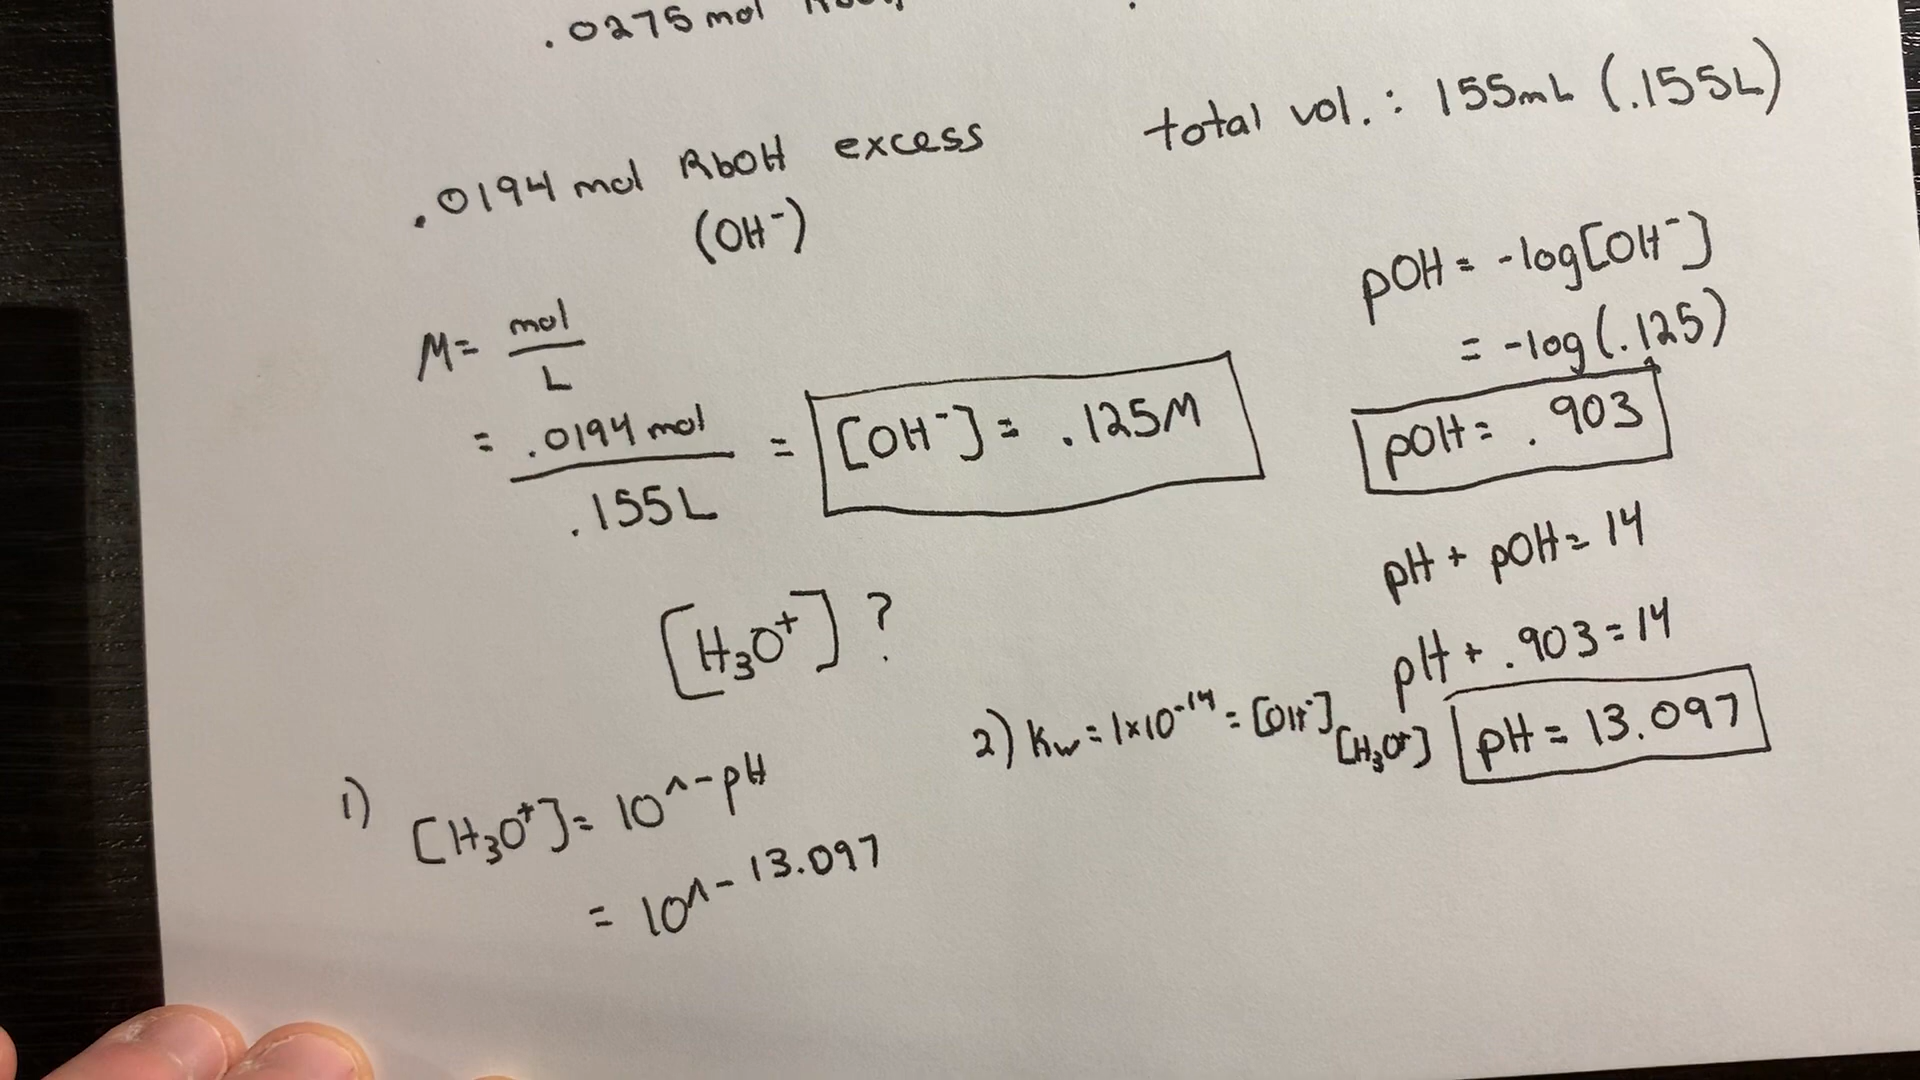 .0275 mol
.0194 mol RbOH excess
(OH⁻)
total vol.: 155mL (.155L)
M= mol
L
= .0194 mol
.155L
= [OH⁻] = .125M
pOH = -log[OH⁻]
= -log(.125)
pOH = .903
pH + pOH = 14
pH + .903 = 14
pH = 13.097
[H₃O⁺] ?
1) [H₃O⁺] = 10^-pH
= 10^-13.097
2) Kw = 1x10⁻¹⁴ = [OH⁻][H₃O⁺]